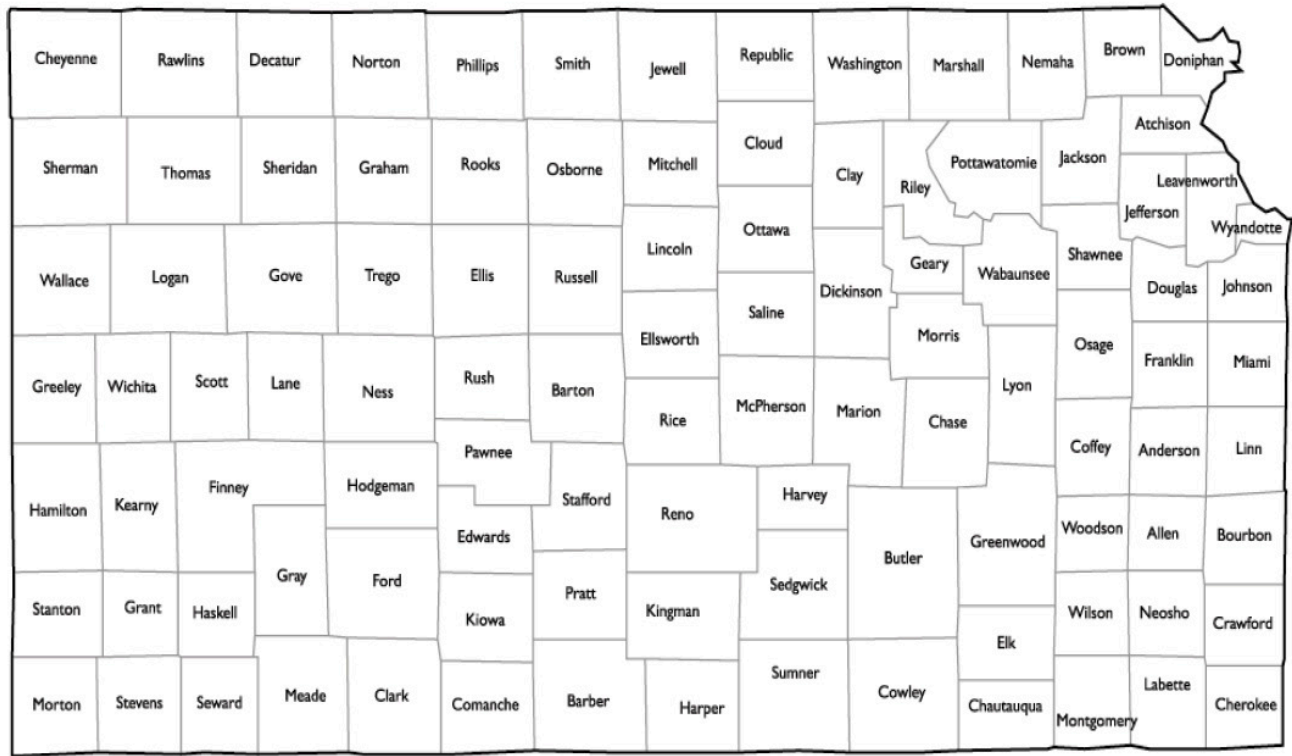 Cheyenne
Rawlins
Decatur
Norton
Phillips
Smith
Jewell
Republic
Washington
Marshall
Nemaha
Brown
Doniphan
Sherman
Thomas
Sheridan
Graham
Rooks
Osborne
Mitchell
Cloud
Clay
Riley
Pottawatomie
Jackson
Atchison
Jefferson
Leavenworth
Wyandotte
Wallace
Logan
Gove
Trego
Ellis
Russell
Lincoln
Ottawa
Dickinson
Geary
Wabaunsee
Shawnee
Douglas
Johnson
Ellsworth
Saline
Morris
Osage
Franklin
Miami
Greeley
Wichita
Scott
Lane
Ness
Rush
Barton
Rice
McPherson
Marion
Chase
Lyon
Coffey
Anderson
Linn
Hamilton
Kearny
Finney
Hodgeman
Pawnee
Stafford
Reno
Harvey
Butler
Greenwood
Woodson
Allen
Bourbon
Edwards
Gray
Ford
Sedgwick
Stanton
Grant
Haskell
Kiowa
Pratt
Kingman
Elk
Wilson
Neosho
Crawford
Morton
Stevens
Seward
Meade
Clark
Comanche
Barber
Harper
Sumner
Cowley
Chautauqua
Montgomery
Labette
Cherokee